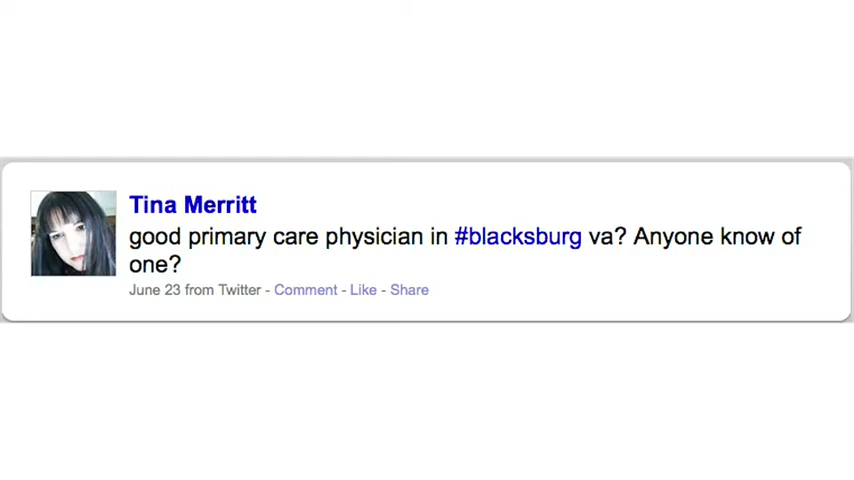 Tina Merritt
good primary care physician in #blacksburg va? Anyone know of
one?
June 23 from Twitter - Comment - Like - Share